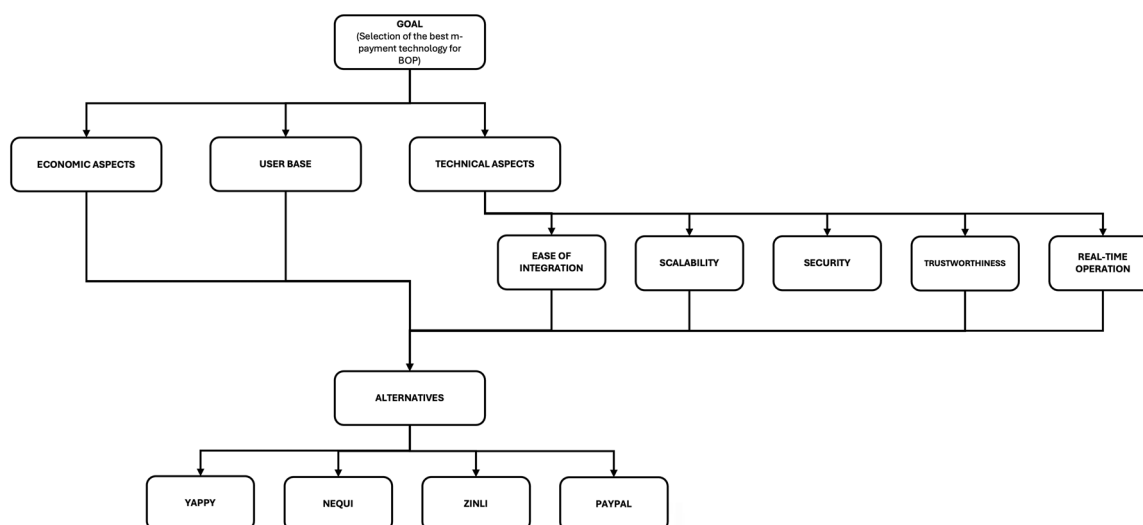 GOAL
(Selection of the best m-
payment technology for
BOP)
ECONOMIC ASPECTS
USER BASE
TECHNICAL ASPECTS
EASE OF
INTEGRATION
SCALABILITY
SECURITY
TRUSTWORTHINESS
REAL-TIME
OPERATION
ALTERNATIVES
YAPPY
NEQUI
ZINLI
PAYPAL